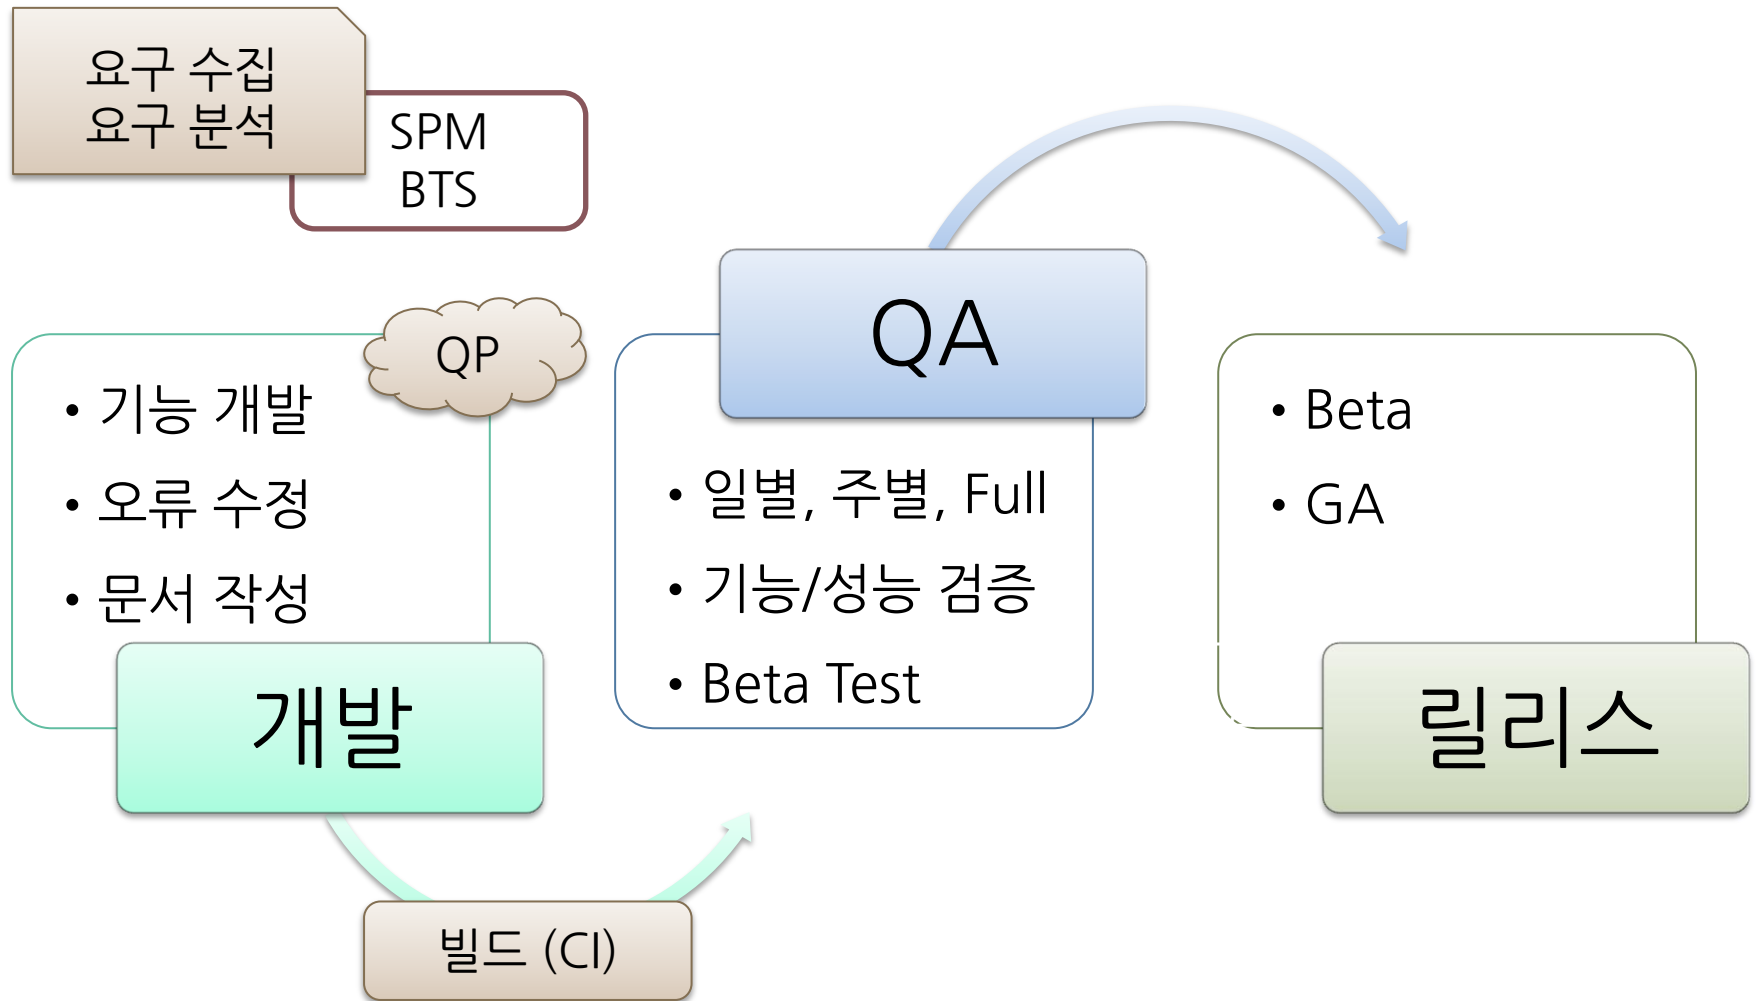 요구 수집
요구 분석
SPM
BTS
QP
• 기능 개발
• 오류 수정
• 문서 작성
개발
빌드 (CI)
QA
• 일별, 주별, Full
• 기능/성능 검증
• Beta Test
• Beta
• GA
릴리스